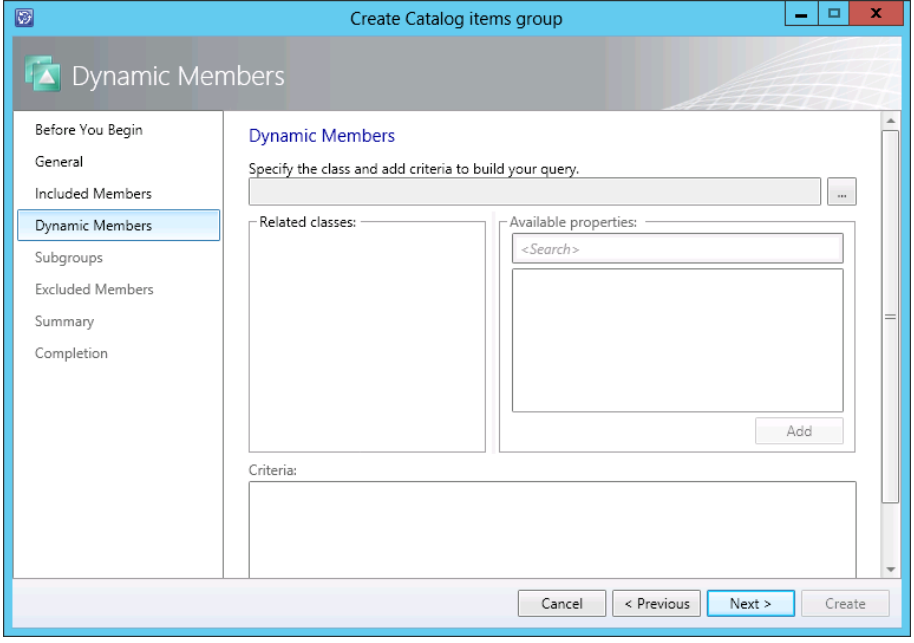 Create Catalog items group
x
Dynamic Members
Before You Begin
General
Included Members
Dynamic Members
Subgroups
Excluded Members
Summary
Completion
Dynamic Members
Specify the class and add criteria to build your query.
...
Related classes:
Available properties:
<Search>
Add
Criteria:
Cancel
< Previous
Next >
Create